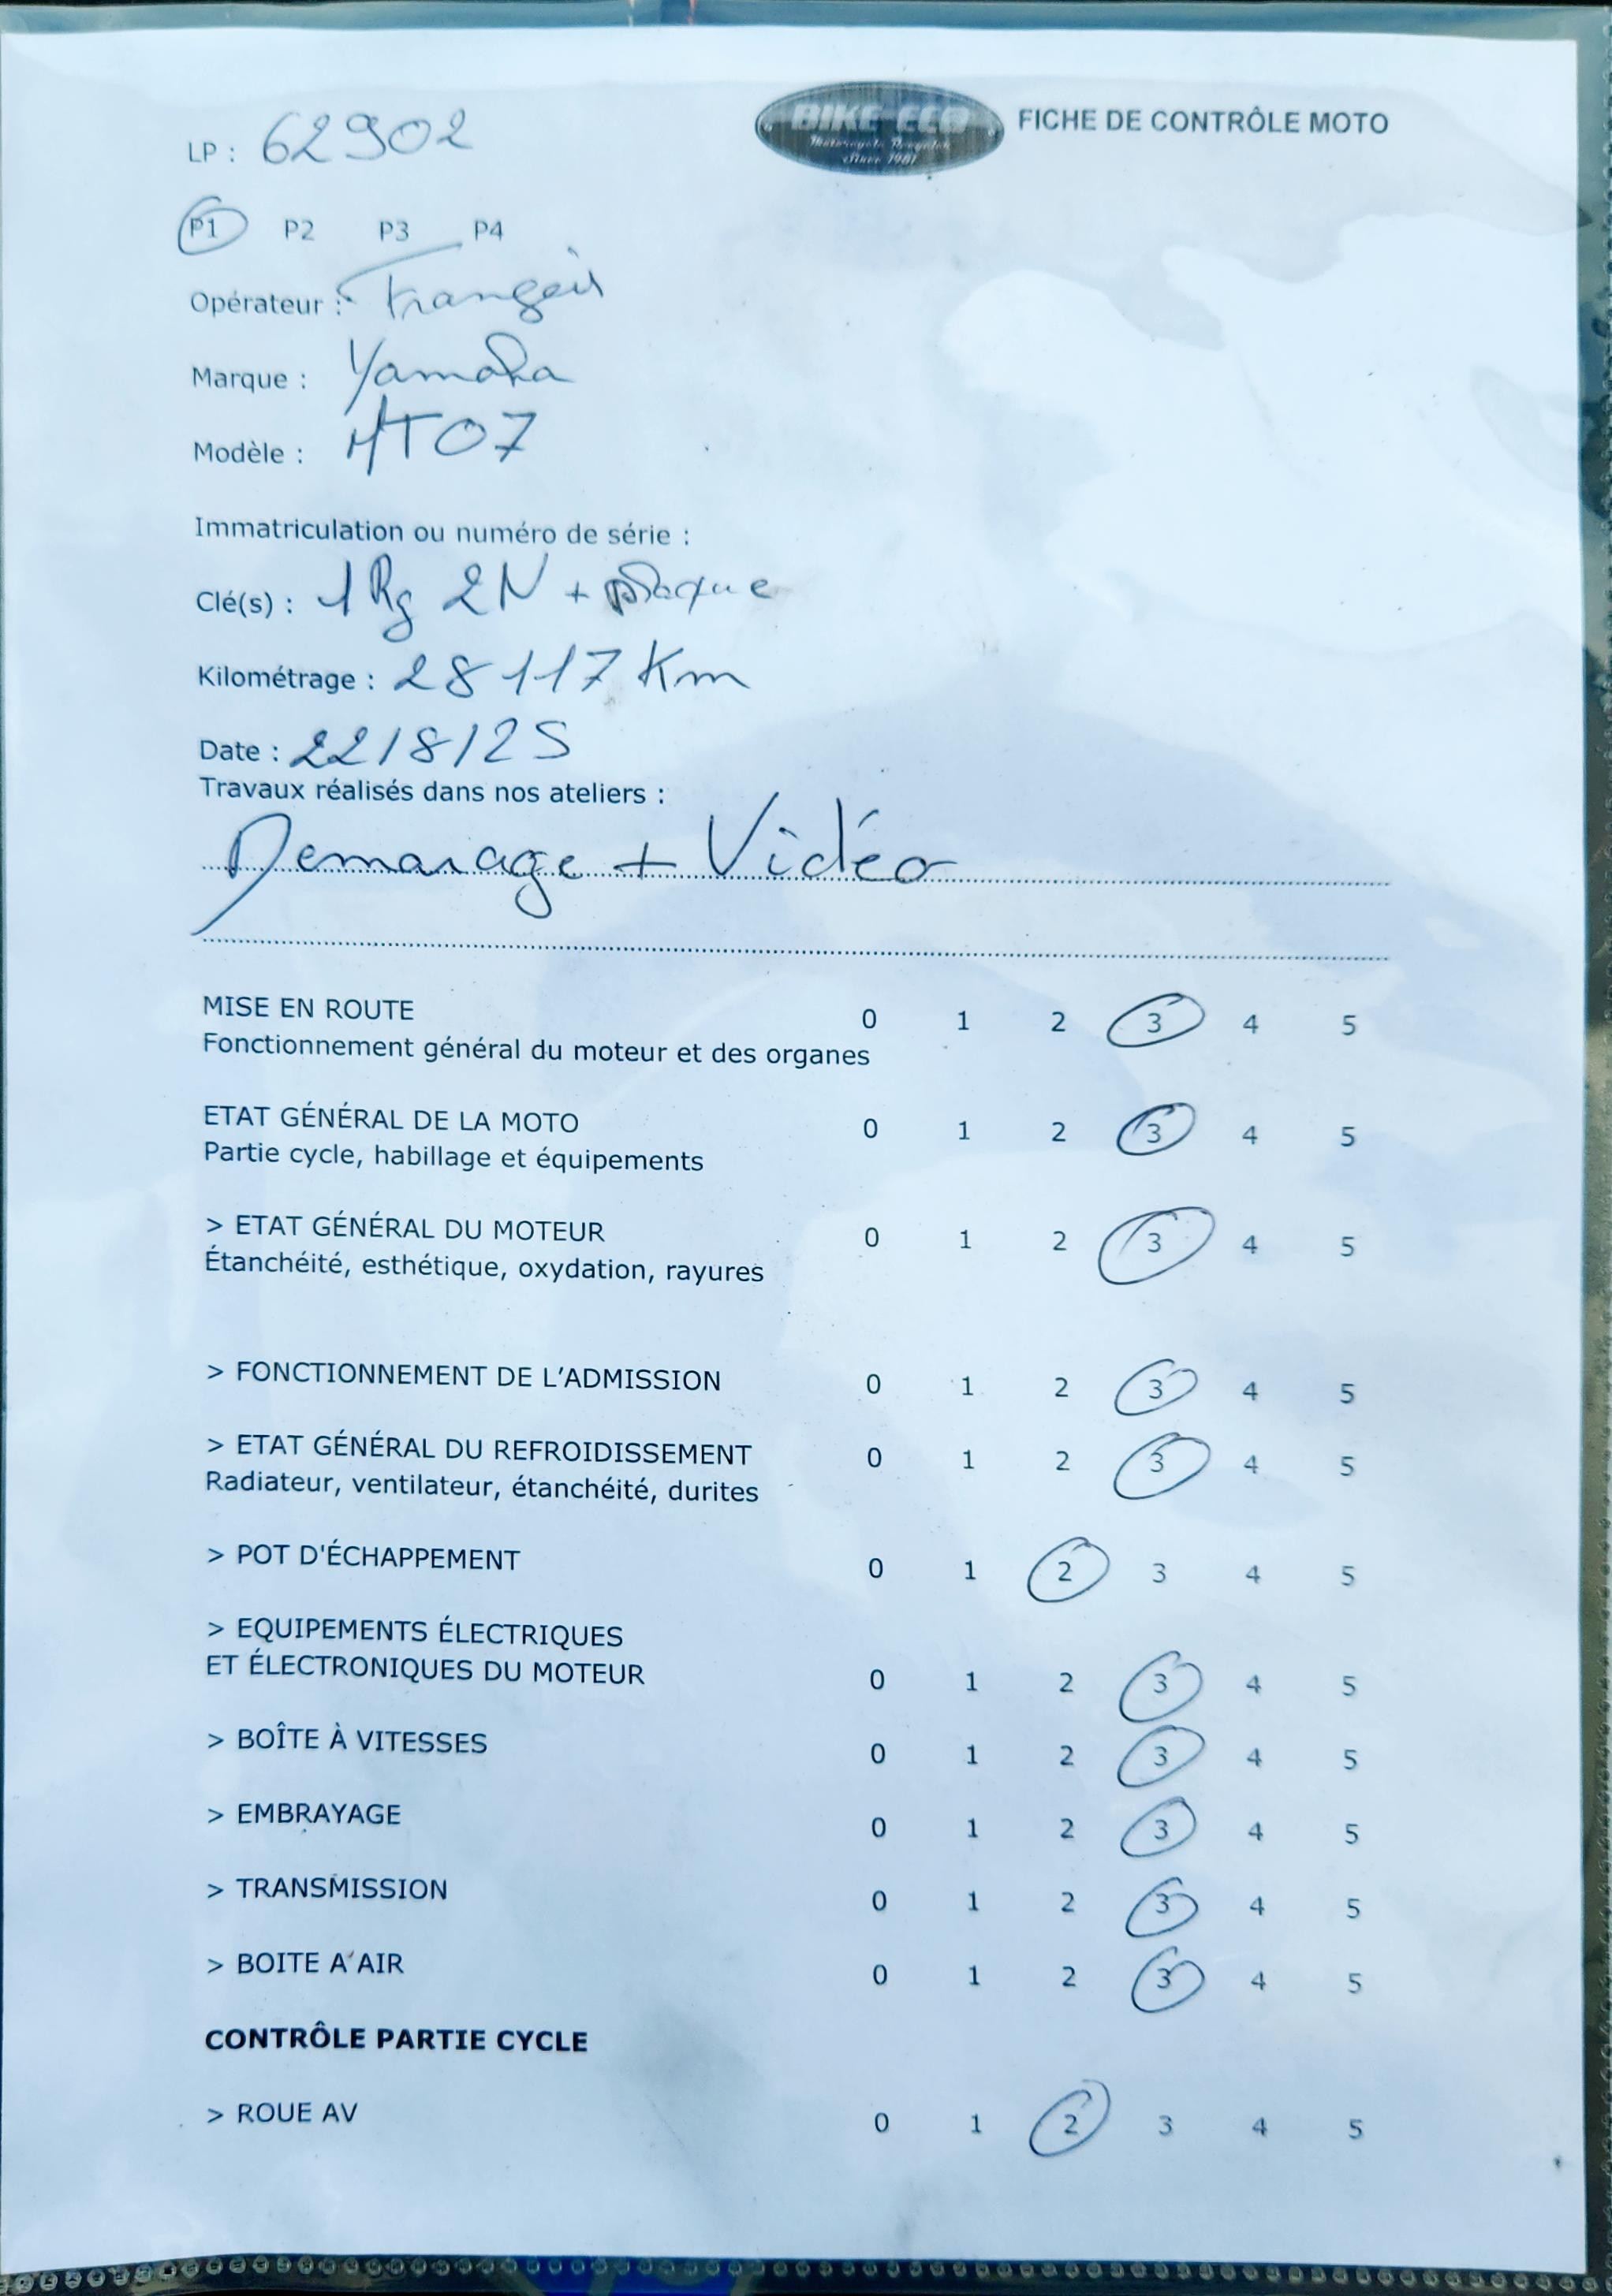 LP : 62902
BIKE-ECO
Motorcycle Recycler
Since 1981
FICHE DE CONTRÔLE MOTO
P1 P2 P3 P4
Opérateur : François
Marque : Yamaha
Modèle : MT07
Immatriculation ou numéro de série :
Clé(s) : 1Rg 2N + plaque
Kilométrage : 28117 Km
Date : 22/8/25
Travaux réalisés dans nos ateliers :
Demarage + Vidéo
MISE EN ROUTE 0 1 2 3 4 5
Fonctionnement général du moteur et des organes
ETAT GÉNÉRAL DE LA MOTO 0 1 2 3 4 5
Partie cycle, habillage et équipements
> ETAT GÉNÉRAL DU MOTEUR 0 1 2 3 4 5
Étanchéité, esthétique, oxydation, rayures
> FONCTIONNEMENT DE L'ADMISSION 0 1 2 3 4 5
> ETAT GÉNÉRAL DU REFROIDISSEMENT 0 1 2 3 4 5
Radiateur, ventilateur, étanchéité, durites
> POT D'ÉCHAPPEMENT 0 1 2 3 4 5
> EQUIPEMENTS ÉLECTRIQUES
ET ÉLECTRONIQUES DU MOTEUR 0 1 2 3 4 5
> BOÎTE À VITESSES 0 1 2 3 4 5
> EMBRAYAGE 0 1 2 3 4 5
> TRANSMISSION 0 1 2 3 4 5
> BOITE A AIR 0 1 2 3 4 5
CONTRÔLE PARTIE CYCLE
> ROUE AV 0 1 2 3 4 5